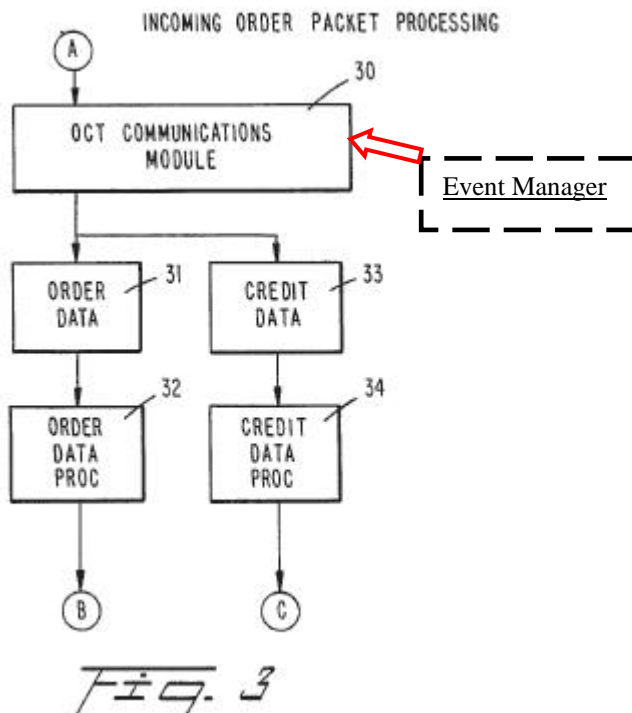 INCOMING ORDER PACKET PROCESSING
A
30
OCT COMMUNICATIONS
MODULE
Event Manager
31
ORDER
DATA
33
CREDIT
DATA
32
ORDER
DATA
PROC
34
CREDIT
DATA
PROC
B
C
Fig. 3